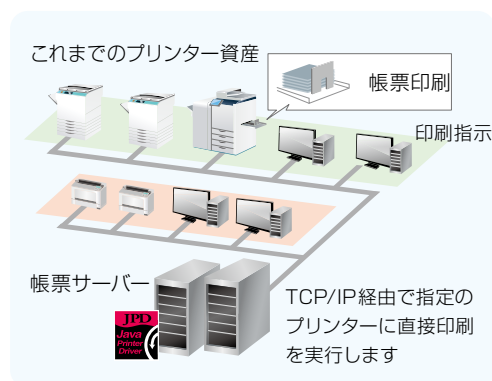 これまでのプリンター資産
帳票印刷
印刷指示
帳票サーバー
JPD
Java
Printer
Driver
TCP/IP経由で指定の
プリンターに直接印刷
を実行します